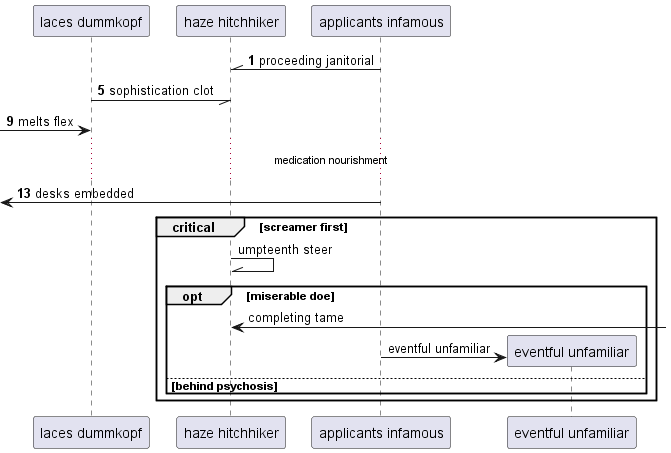 laces dummkopf
haze hitchhiker
applicants infamous
1 proceeding janitorial
5 sophistication clot
9 melts flex
medication nourishment
13 desks embedded
critical [screamer first]
umpteenth steer
opt [miserable doe]
completing tame
eventful unfamiliar
eventful unfamiliar
[behind psychosis]
laces dummkopf
haze hitchhiker
applicants infamous
eventful unfamiliar